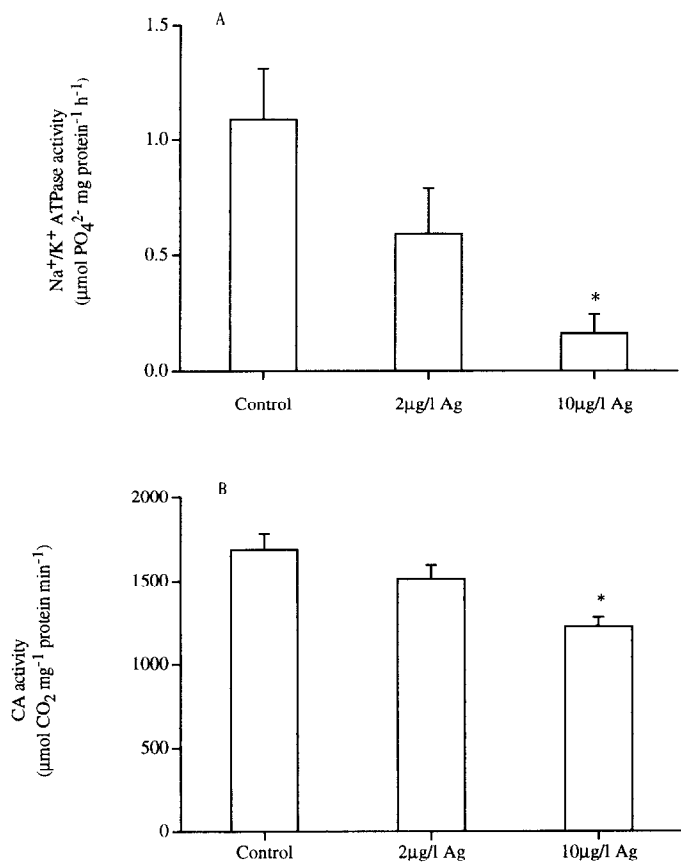 A
1.5
1.0
0.5
0.0
Na⁺/K⁺ ATPase activity
(µmol PO₄²⁻ mg protein⁻¹ h⁻¹)
*
Control 2µg/l Ag 10µg/l Ag
B
2000
1500
1000
500
0
CA activity
(µmol CO₂ mg⁻¹ protein min⁻¹)
*
Control 2µg/l Ag 10µg/l Ag